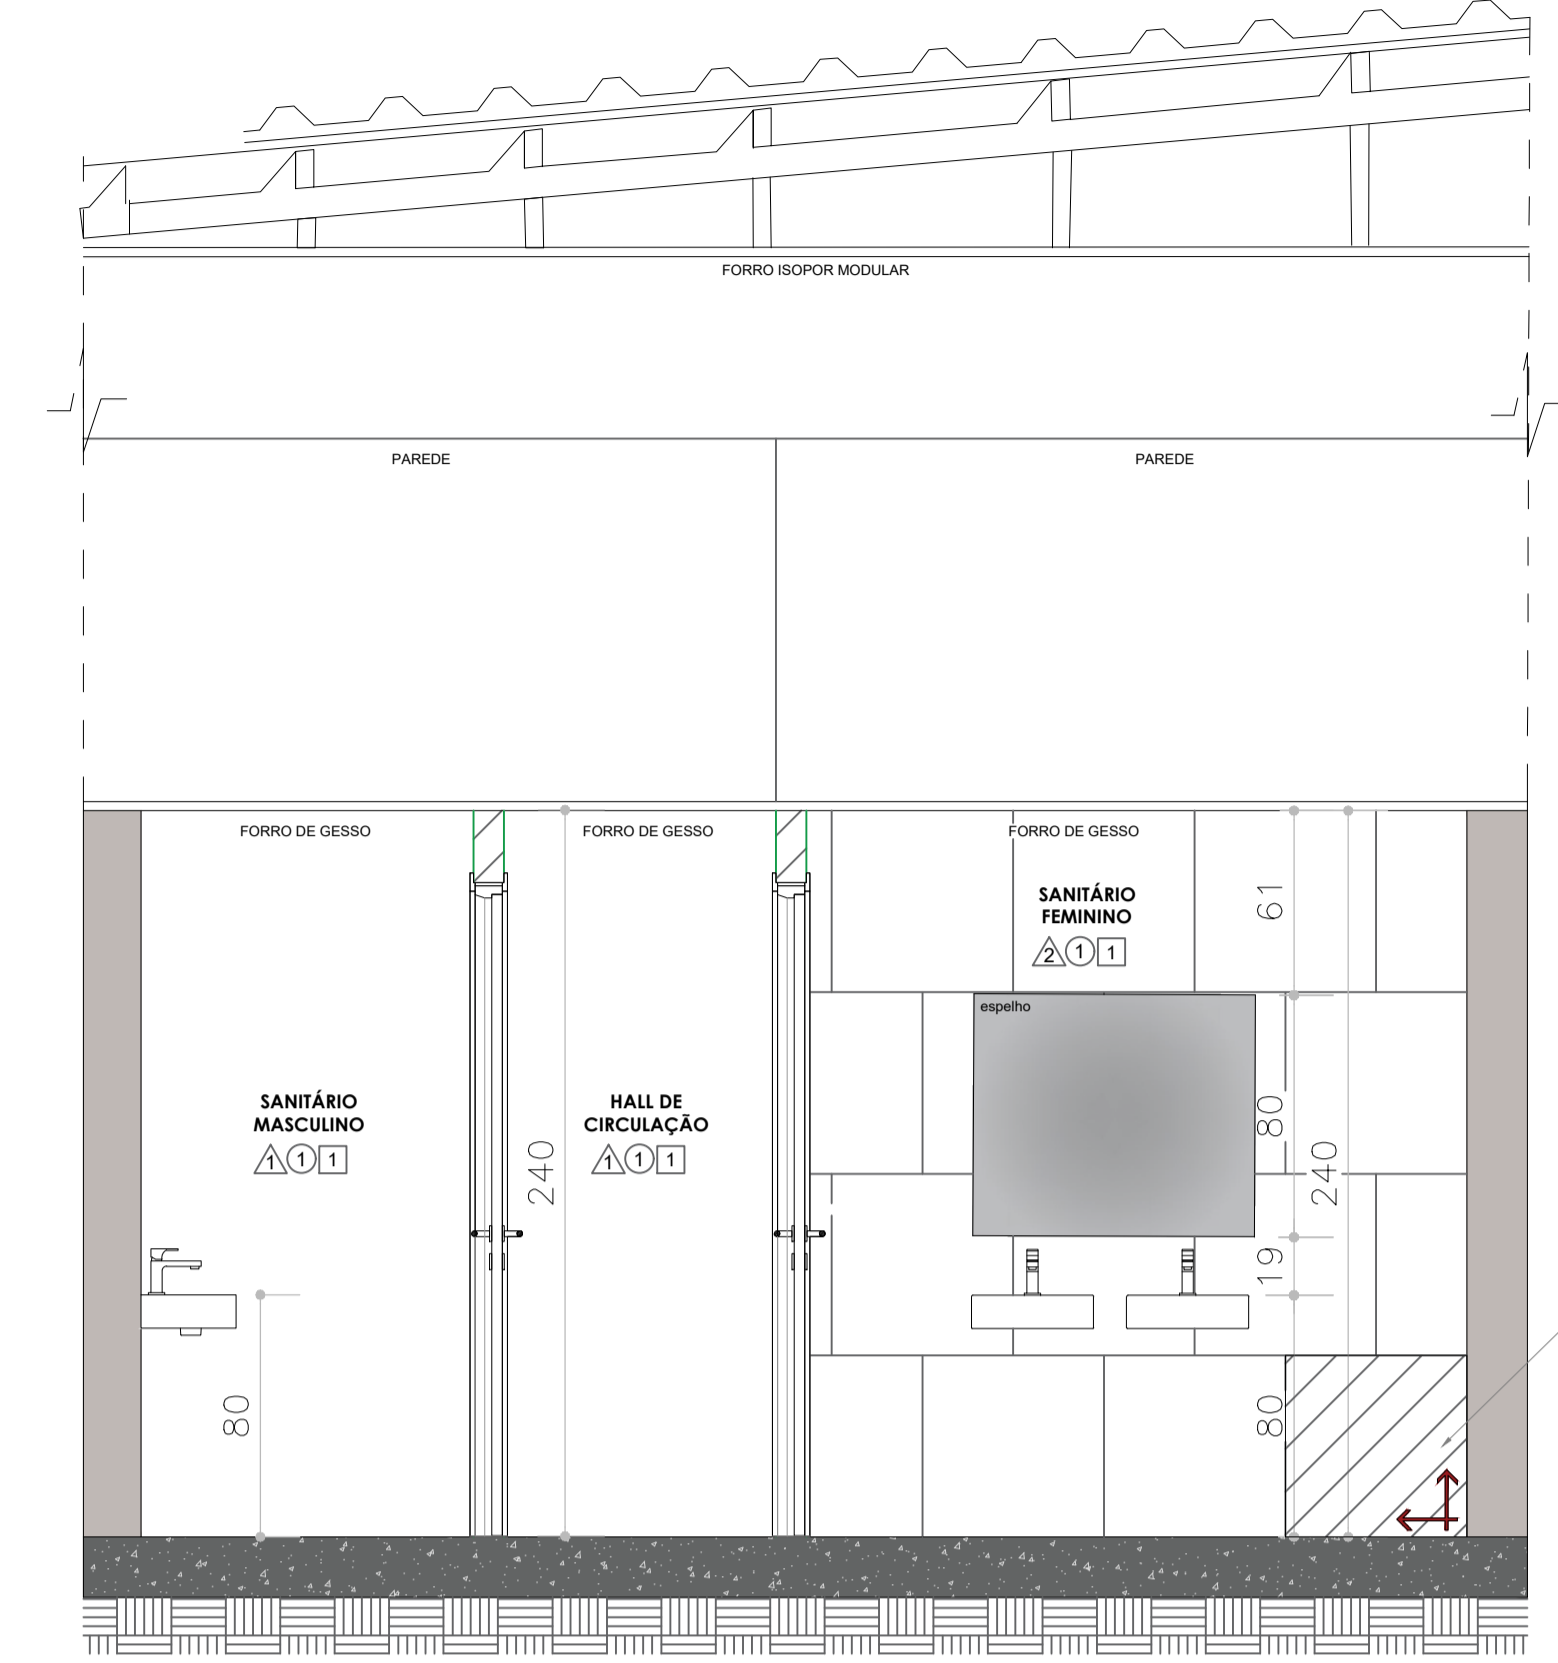 FORRO ISOPOR MODULAR
PAREDE
PAREDE
FORRO DE GESSO
FORRO DE GESSO
FORRO DE GESSO
SANITÁRIO
FEMININO
2 1 1
61
espelho
SANITÁRIO
MASCULINO
1 1 1
HALL DE
CIRCULAÇÃO
1 1 1
240
80
240
19
80
80